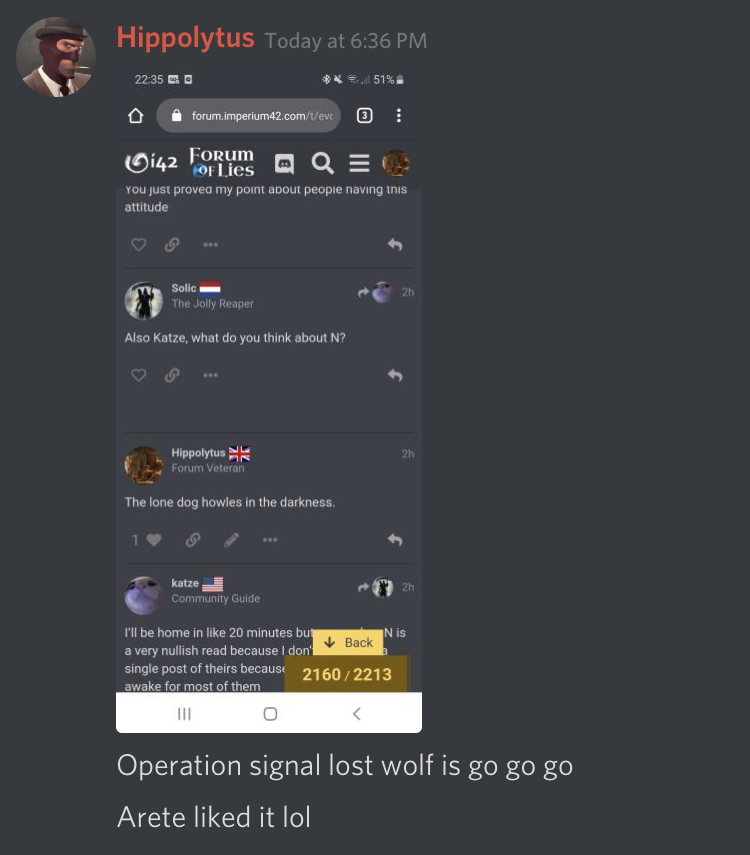 Hippolytus Today at 6:36 PM
22:35 51%
forum.imperium42.com/t/evo
3
i42 Forum of Lies
You just proved my point about people having this
attitude
Solic
The Jolly Reaper
2h
Also Katze, what do you think about N?
Hippolytus
Forum Veteran
2h
The lone dog howles in the darkness.
1
katze
Community Guide
2h
I'll be home in like 20 minutes but N is
a very nullish read because I don' a
single post of theirs because
awake for most of them
Back
2160 / 2213
Operation signal lost wolf is go go go
Arete liked it lol